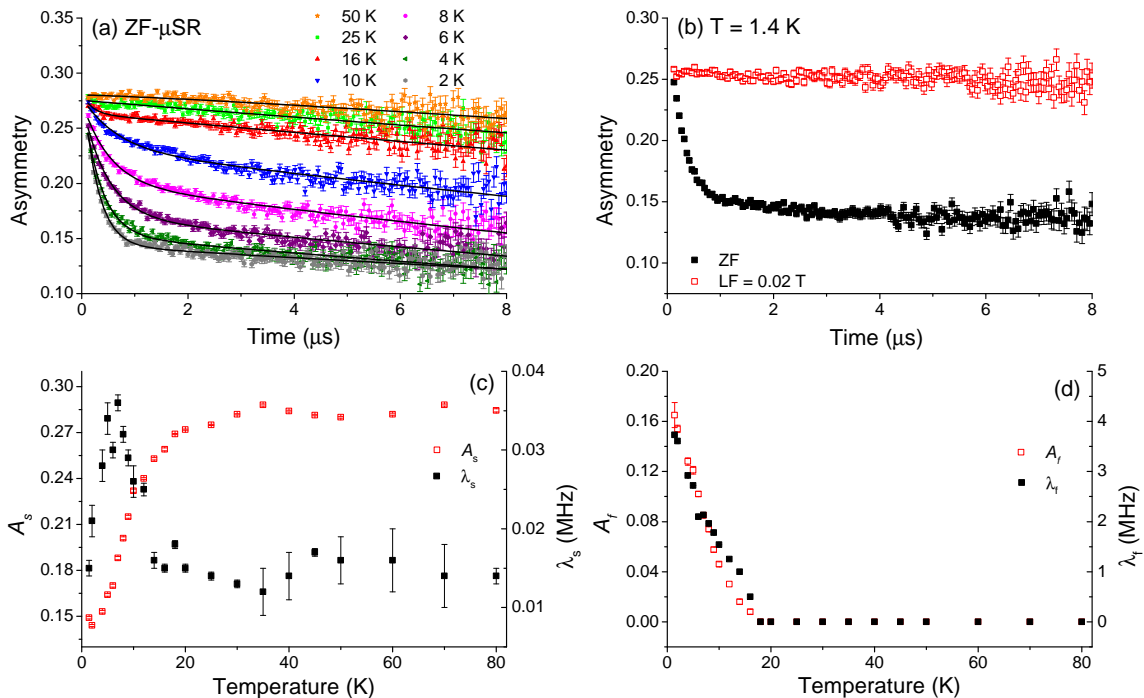 (a) ZF-μSR
50 K 8 K
25 K 6 K
16 K 4 K
10 K 2 K
0.35
0.30
0.25
0.20
0.15
0.10
Asymmetry
0 2 4 6 8
Time (μs)
(b) T = 1.4 K
0.30
0.25
0.20
0.15
0.10
Asymmetry
ZF
LF = 0.02 T
0 2 4 6 8
Time (μs)
(c)
0.30
0.27
0.24
0.21
0.18
0.15
A_s
A_s
λ_s
0.04
0.03
0.02
0.01
λ_s (MHz)
0 20 40 60 80
Temperature (K)
(d)
0.20
0.16
0.12
0.08
0.04
0.00
A_f
A_f
λ_f
5
4
3
2
1
0
λ_f (MHz)
0 20 40 60 80
Temperature (K)